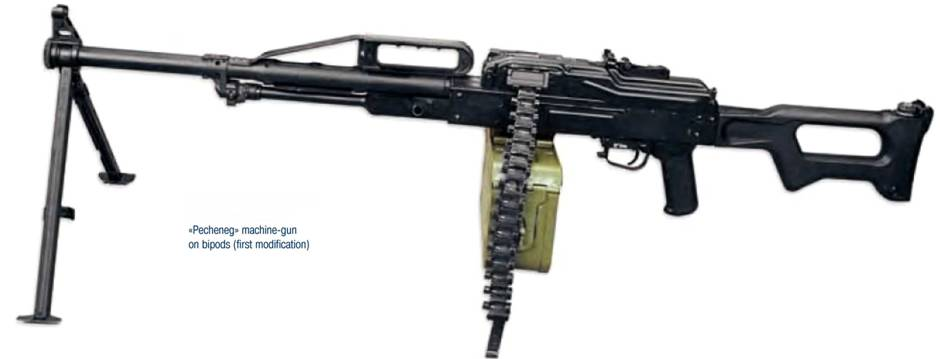 «Pecheneg» machine-gun
on bipods (first modification)